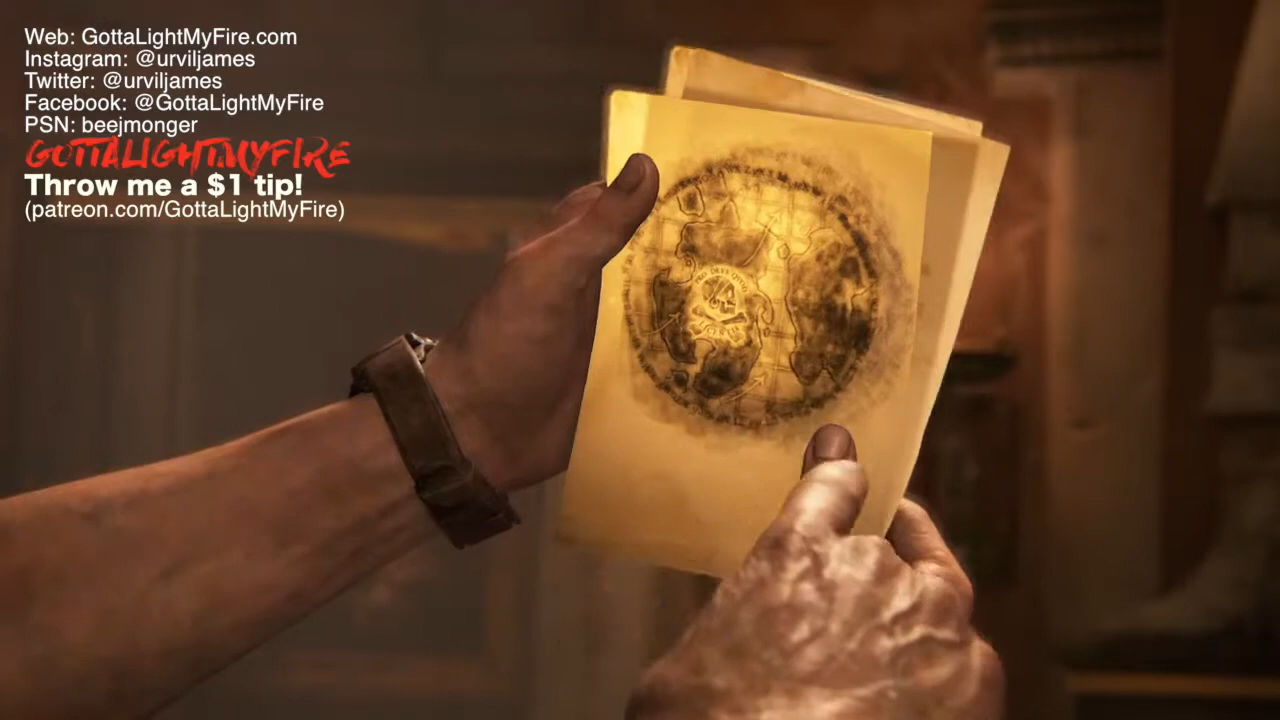 Web: GottaLightMyFire.com
Instagram: @urviljames
Twitter: @urviljames
Facebook: @GottaLightMyFire
PSN: beejmonger
GOTTALIGHTMYFIRE
Throw me a $1 tip!
(patreon.com/GottaLightMyFire)